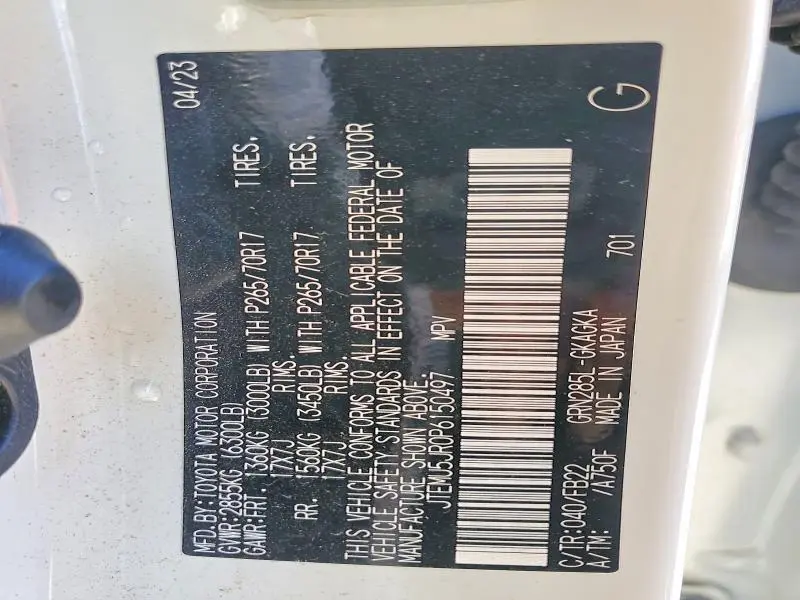 MFD.BY:TOYOTA MOTOR CORPORATION 04/23
GVWR:2855KG (6300LB)
GAWR:FRT. 1360KG (3000LB) WITH P265/70R17 TIRES.
17X7J RIMS.
RR. 1560KG (3450LB) WITH P265/70R17 TIRES.
17X7J RIMS.
THIS VEHICLE CONFORMS TO ALL APPLICABLE FEDERAL MOTOR
VEHICLE SAFETY STANDARDS IN EFFECT ON THE DATE OF
MANUFACTURE SHOWN ABOVE.
JTEMU5JR0P6150497 MPV
C/TR:040/FB22 GRN285L-GKAGKA 701 G
A/TM: /A750F MADE IN JAPAN